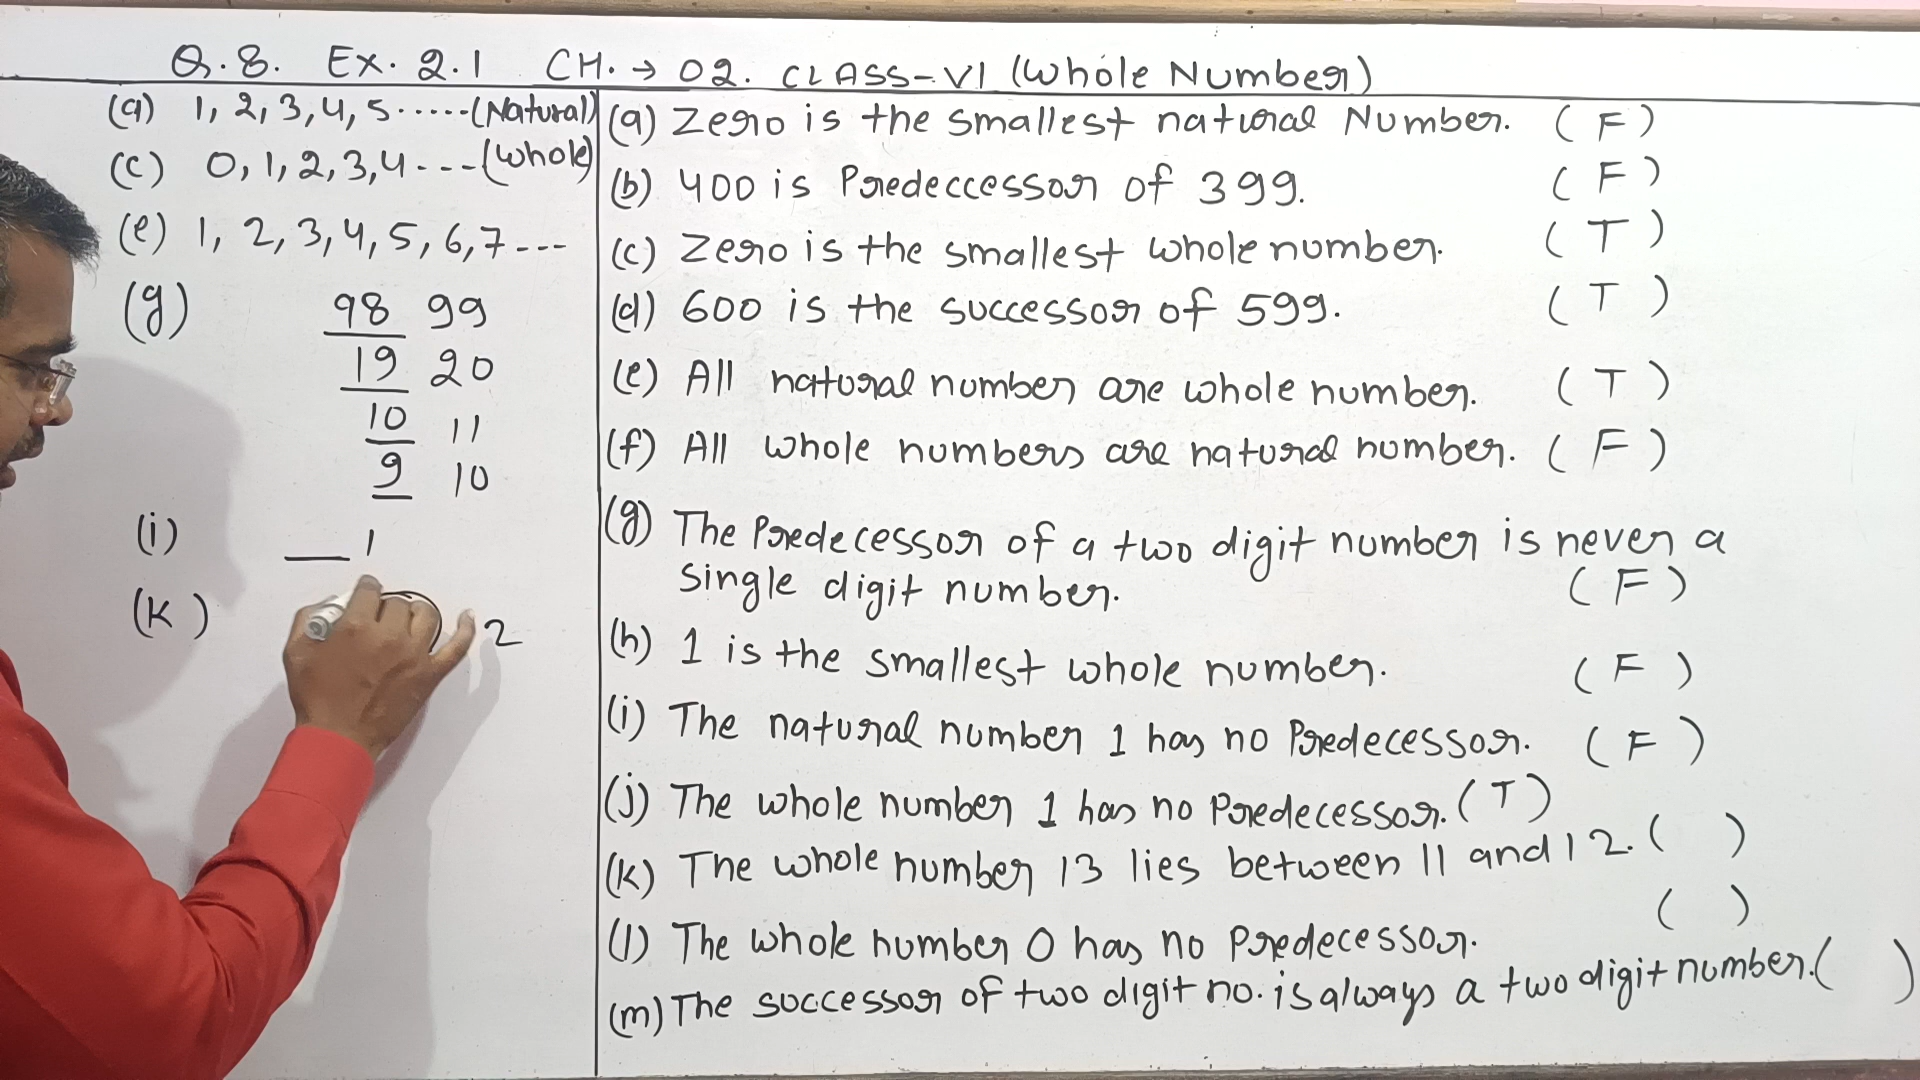 Q.8. Ex. 2.1 CH. → 02. CLASS-VI (Whole Number)
(a) 1, 2, 3, 4, 5 ...... (Natural)
(c) 0, 1, 2, 3, 4 --- (Whole)
(e) 1, 2, 3, 4, 5, 6, 7 ---
(g) 98 99
19 20
10 11
9 10
(i) __ 1
(k) 2
(a) Zero is the smallest natural Number. (F)
(b) 400 is Predeccessor of 399. (F)
(c) Zero is the smallest whole number. (T)
(d) 600 is the successor of 599. (T)
(e) All natural number are whole number. (T)
(f) All whole numbers are natural number. (F)
(g) The Predecessor of a two digit number is never a
single digit number. (F)
(h) 1 is the smallest whole number. (F)
(i) The natural number 1 has no Predecessor. (F)
(j) The whole number 1 has no Predecessor. (T)
(k) The whole number 13 lies between 11 and 12. ( )
(l) The whole number 0 has no Predecessor. ( )
(m) The successor of two digit no. is always a two digit number. ( )